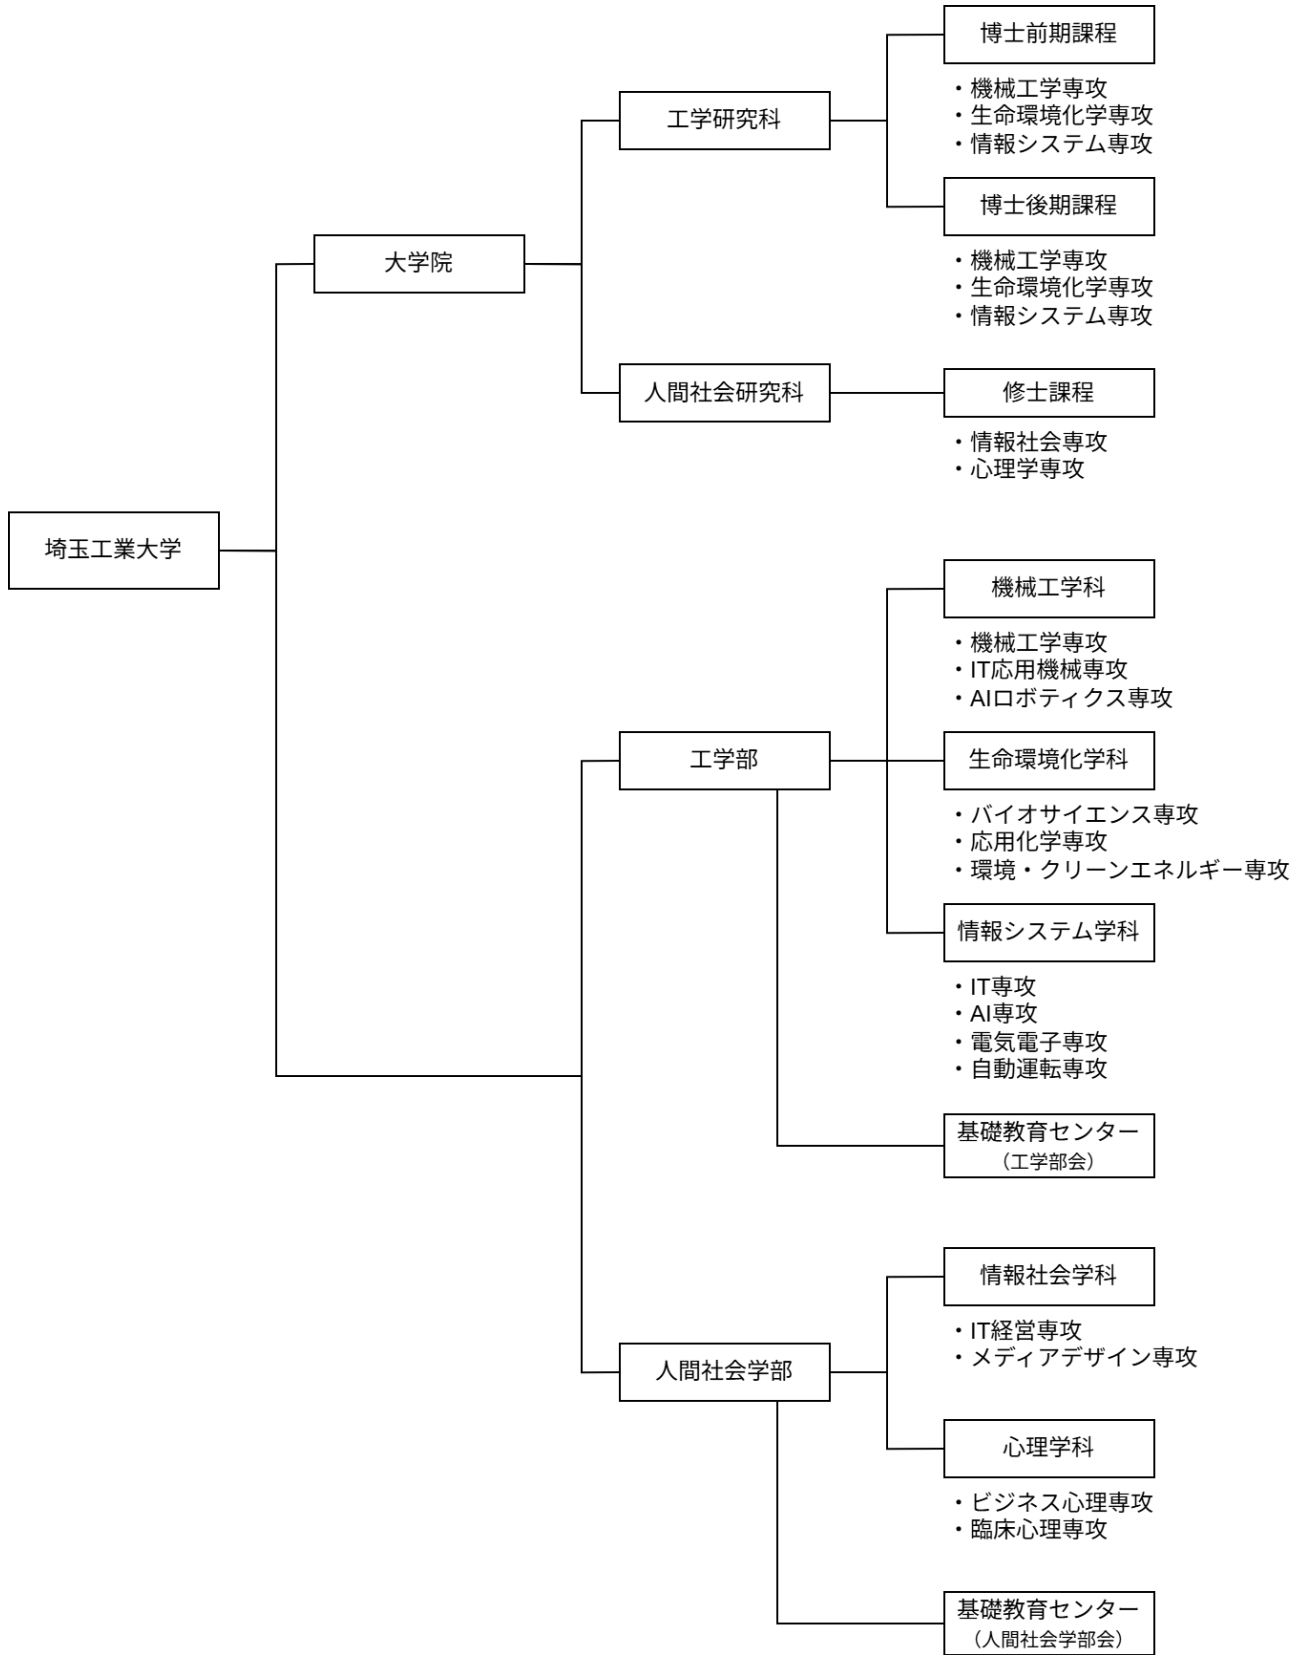 博士前期課程
・機械工学専攻
・生命環境化学専攻
・情報システム専攻
工学研究科
博士後期課程
・機械工学専攻
・生命環境化学専攻
・情報システム専攻
大学院
人間社会研究科
修士課程
・情報社会専攻
・心理学専攻
埼玉工業大学
機械工学科
・機械工学専攻
・IT応用機械専攻
・AIロボティクス専攻
工学部
生命環境化学科
・バイオサイエンス専攻
・応用化学専攻
・環境・クリーンエネルギー専攻
情報システム学科
・IT専攻
・AI専攻
・電気電子専攻
・自動運転専攻
基礎教育センター
（工学部会）
情報社会学科
・IT経営専攻
・メディアデザイン専攻
人間社会学部
心理学科
・ビジネス心理専攻
・臨床心理専攻
基礎教育センター
（人間社会学部会）